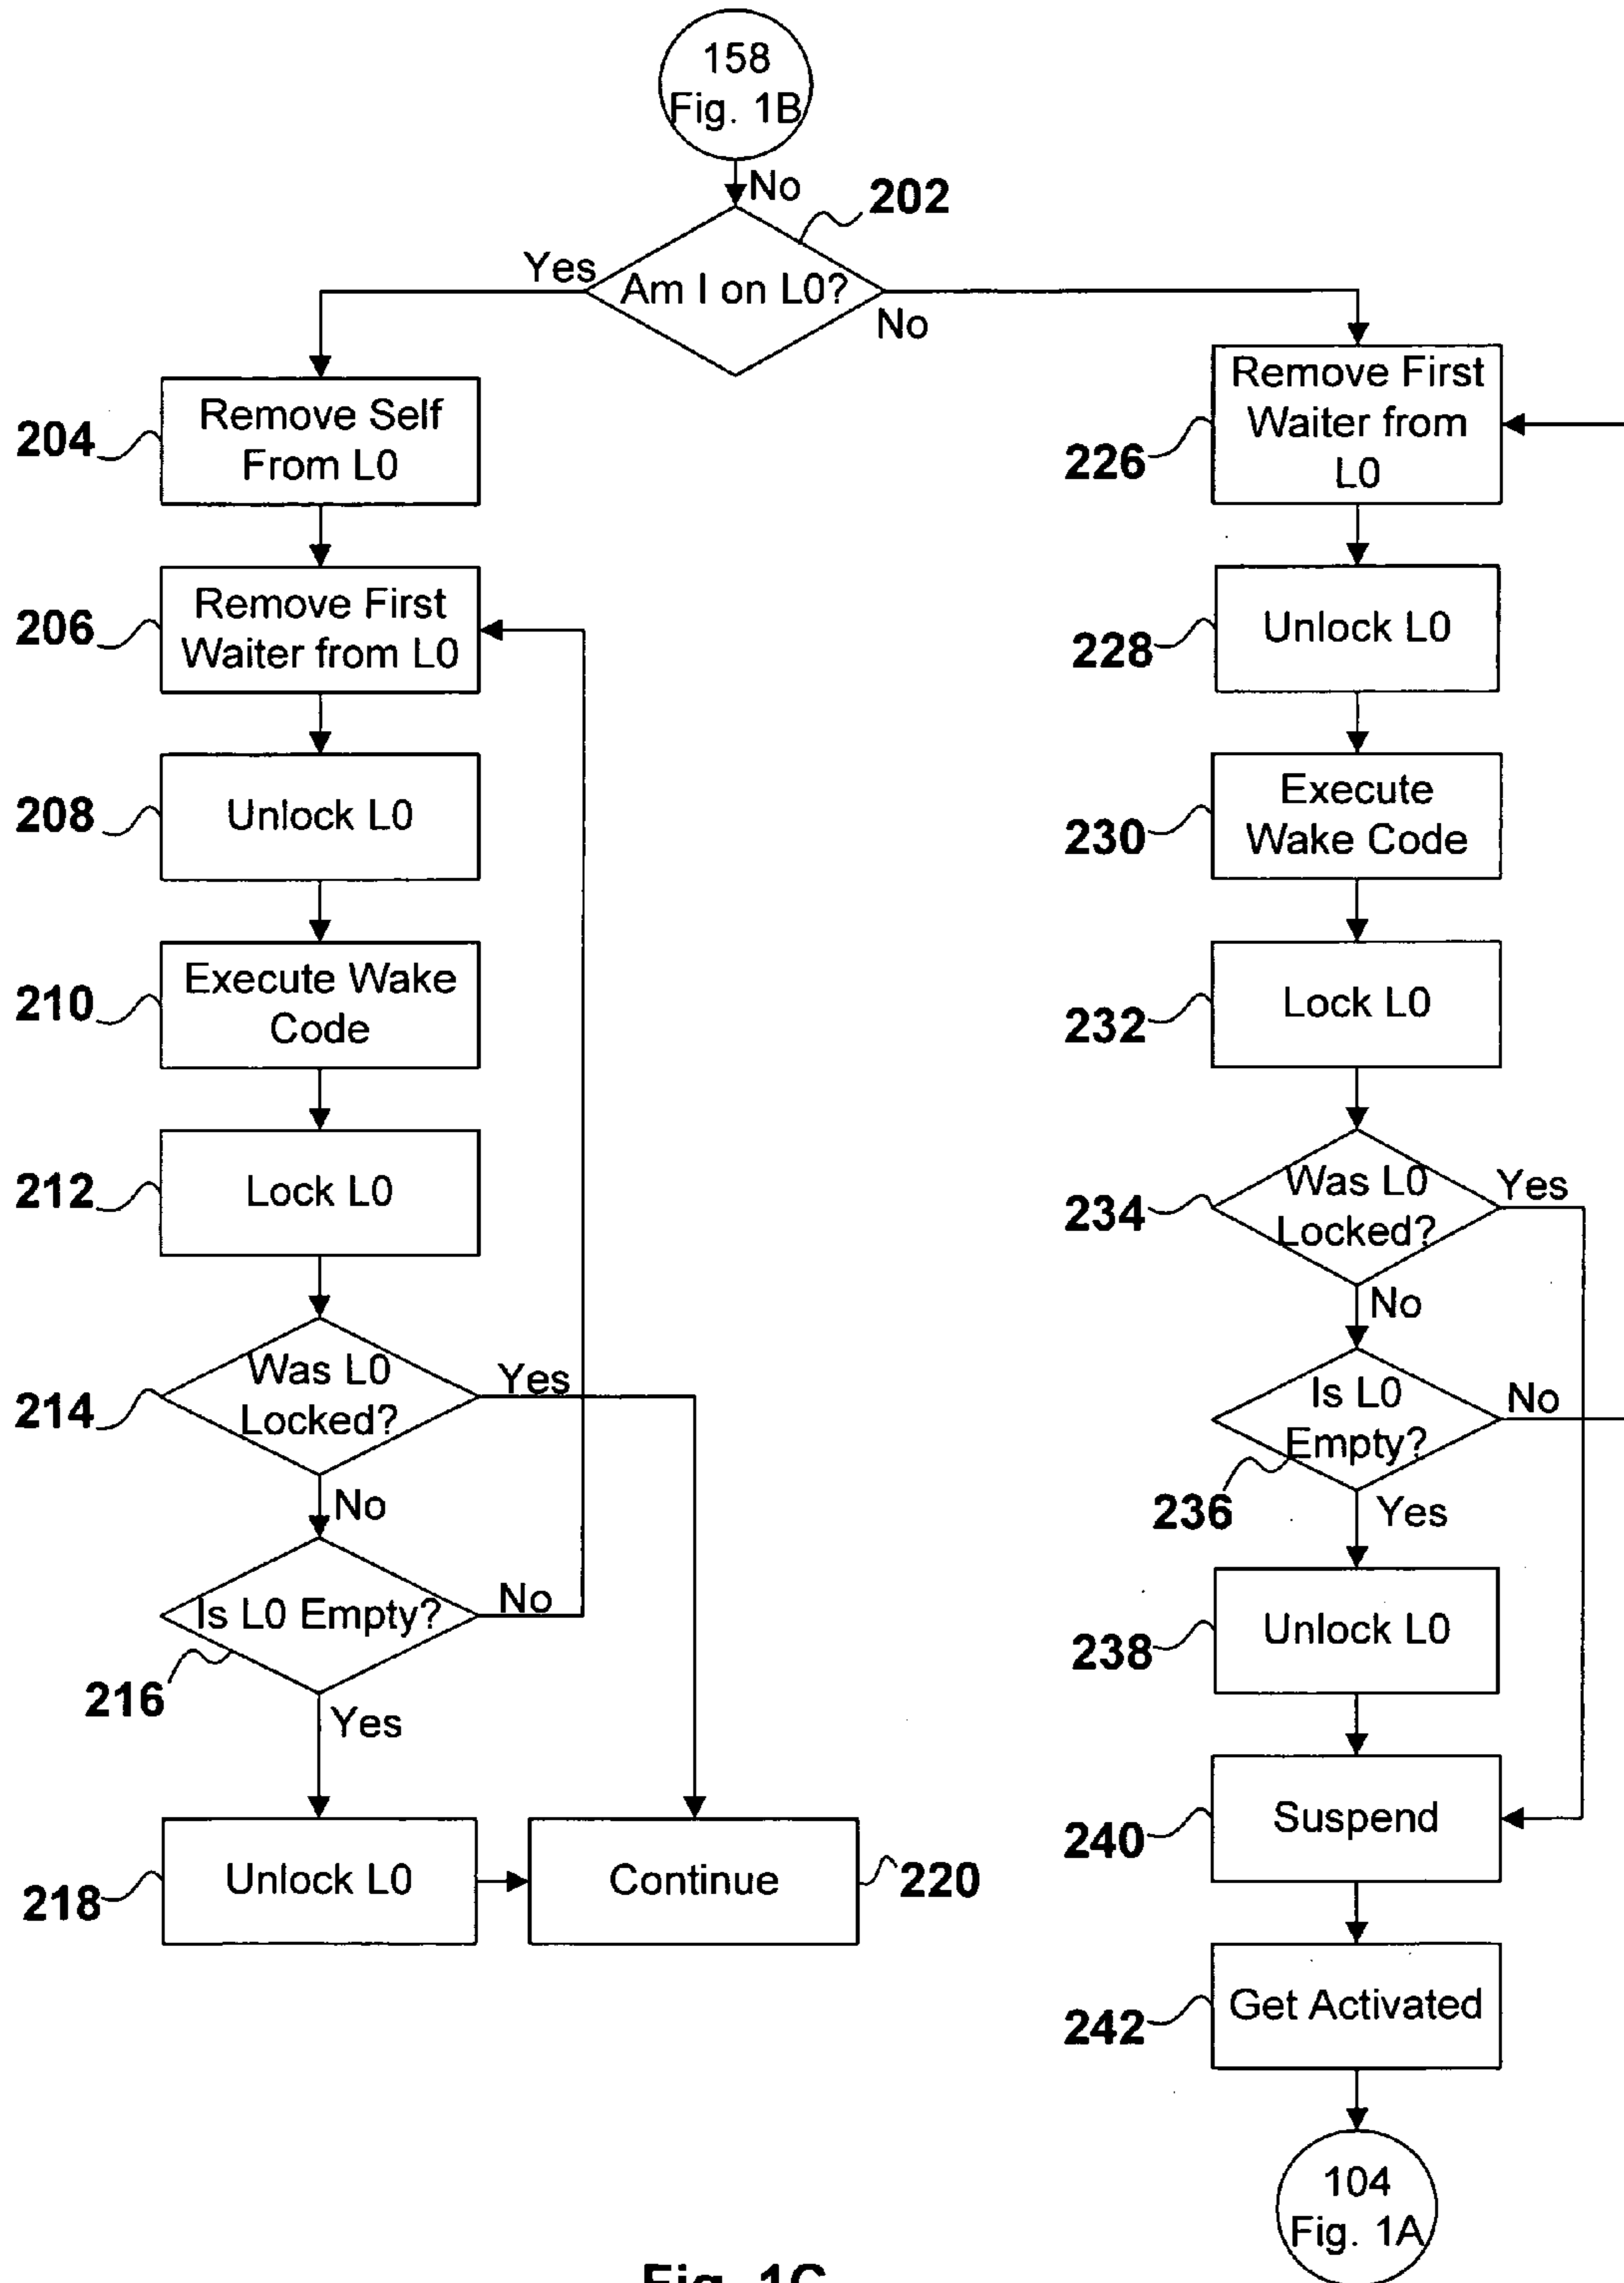 158
Fig. 1B
No
202
Yes
Am I on L0?
No
204
Remove Self
From L0
206
Remove First
Waiter from L0
208
Unlock L0
210
Execute Wake
Code
212
Lock L0
214
Was L0
Locked?
Yes
No
Is L0 Empty?
No
216
Yes
218
Unlock L0
Continue
220
226
Remove First
Waiter from
L0
228
Unlock L0
230
Execute
Wake Code
232
Lock L0
234
Was L0
Locked?
Yes
No
Is L0
Empty?
No
236
Yes
238
Unlock L0
240
Suspend
242
Get Activated
104
Fig. 1A
Fig. 1C